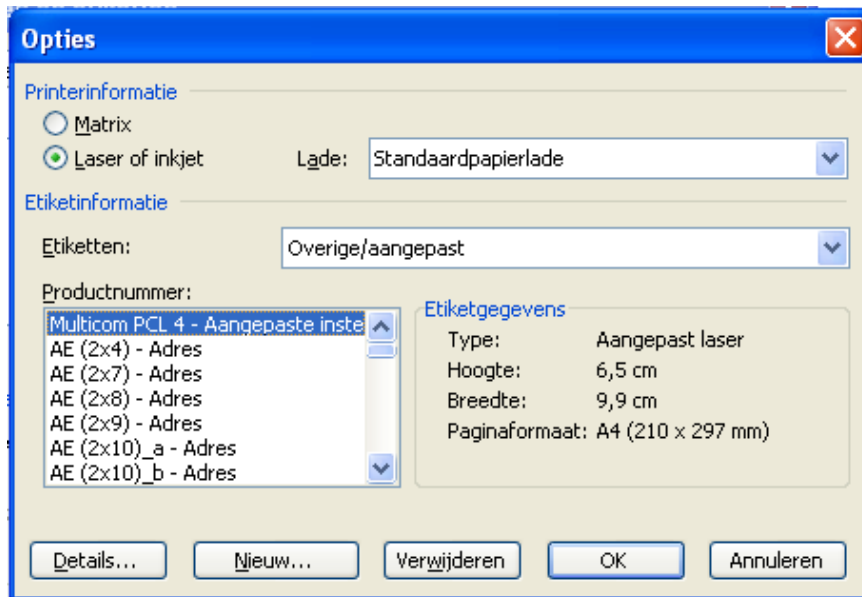 Opties
Printerinformatie
Matrix
Laser of inkjet
Lade: Standaardpapierlade
Etiketinformatie
Etiketten: Overige/aangepast
Productnummer:
Multicom PCL 4 - Aangepaste inste
AE (2x4) - Adres
AE (2x7) - Adres
AE (2x8) - Adres
AE (2x9) - Adres
AE (2x10)_a - Adres
AE (2x10)_b - Adres
Etiketgegevens
Type: Aangepast laser
Hoogte: 6,5 cm
Breedte: 9,9 cm
Paginaformaat: A4 (210 x 297 mm)
Details... Nieuw... Verwijderen OK Annuleren